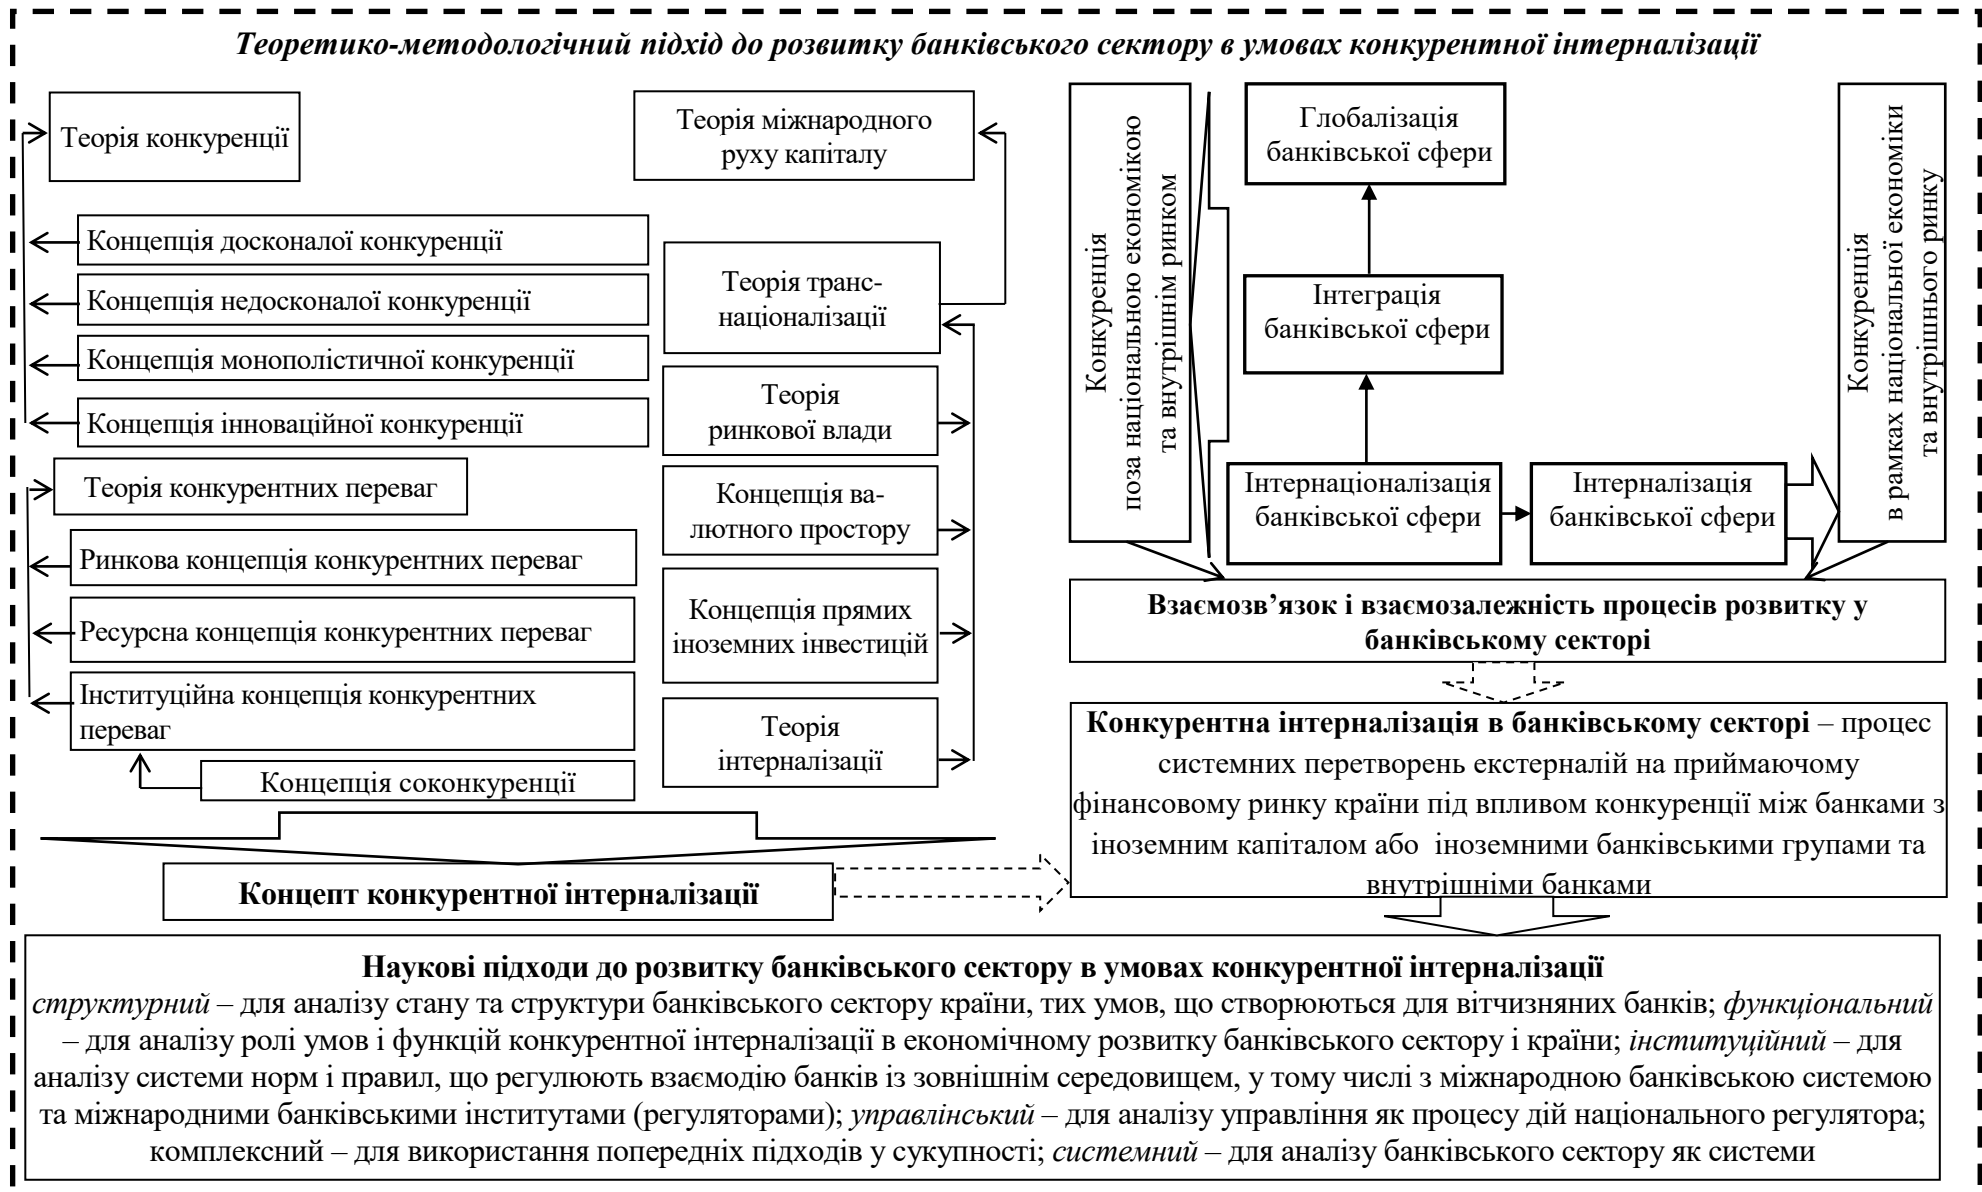 Теоретико-методологічний підхід до розвитку банківського сектору в умовах конкурентної інтерналізації
Теорія конкуренції
Концепція досконалої конкуренції
Концепція недосконалої конкуренції
Концепція монополістичної конкуренції
Концепція інноваційної конкуренції
Теорія конкурентних переваг
Ринкова концепція конкурентних переваг
Ресурсна концепція конкурентних переваг
Інституційна концепція конкурентних
переваг
Концепція соконкуренції
Теорія міжнародного
руху капіталу
Теорія транс-
націоналізації
Теорія
ринкової влади
Концепція ва-
лютного простору
Концепція прямих
іноземних інвестицій
Теорія
інтерналізації
Концепт конкурентної інтерналізації
Конкуренція
поза національною економікою
та внутрішнім ринком
Глобалізація
банківської сфери
Інтеграція
банківської сфери
Інтернаціоналізація
банківської сфери
Інтерналізація
банківської сфери
Конкуренція
в рамках національної економіки
та внутрішнього ринку
Взаємозв’язок і взаємозалежність процесів розвитку у
банківському секторі
Конкурентна інтерналізація в банківському секторі – процес
системних перетворень екстерналій на приймаючому
фінансовому ринку країни під впливом конкуренції між банками з
іноземним капіталом або іноземними банківськими групами та
внутрішніми банками
Наукові підходи до розвитку банківського сектору в умовах конкурентної інтерналізації
структурний – для аналізу стану та структури банківського сектору країни, тих умов, що створюються для вітчизняних банків; функціональний
– для аналізу ролі умов і функцій конкурентної інтерналізації в економічному розвитку банківського сектору і країни; інституційний – для
аналізу системи норм і правил, що регулюють взаємодію банків із зовнішнім середовищем, у тому числі з міжнародною банківською системою
та міжнародними банківськими інститутами (регуляторами); управлінський – для аналізу управління як процесу дій національного регулятора;
комплексний – для використання попередніх підходів у сукупності; системний – для аналізу банківського сектору як системи